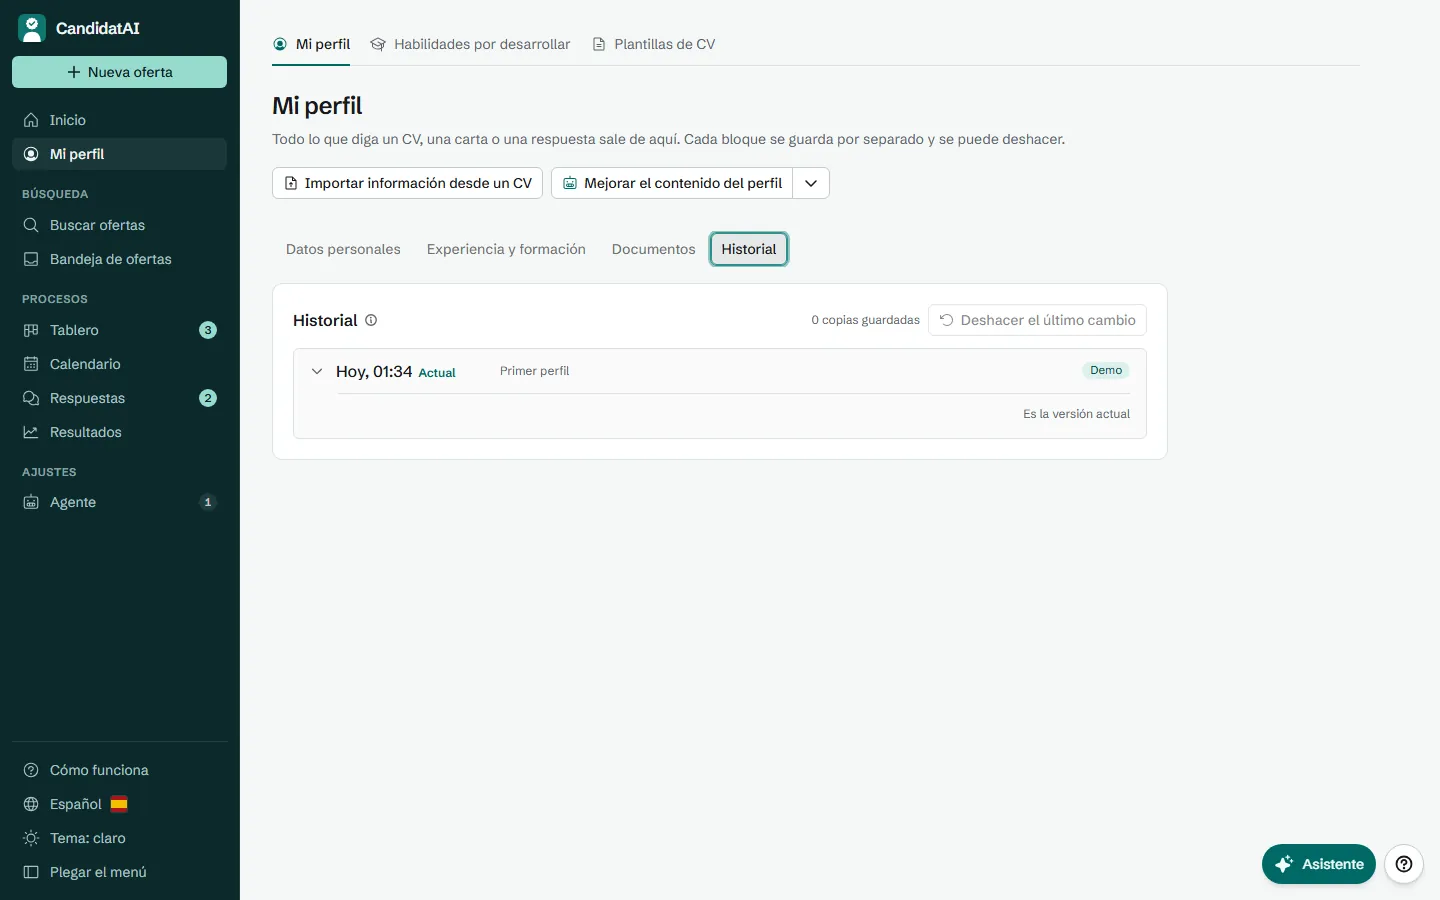 CandidatAI
Nueva oferta
Inicio
Mi perfil
BÚSQUEDA
Buscar ofertas
Bandeja de ofertas
PROCESOS
Tablero 3
Calendario
Respuestas 2
Resultados
AJUSTES
Agente 1
Cómo funciona
Español
Tema: claro
Plegar el menú
Mi perfil Habilidades por desarrollar Plantillas de CV
Mi perfil
Todo lo que diga un CV, una carta o una respuesta sale de aquí. Cada bloque se guarda por separado y se puede deshacer.
Importar información desde un CV Mejorar el contenido del perfil
Datos personales Experiencia y formación Documentos Historial
Historial 0 copias guardadas Deshacer el último cambio
Hoy, 01:34 Actual Primer perfil Demo
Es la versión actual
Asistente